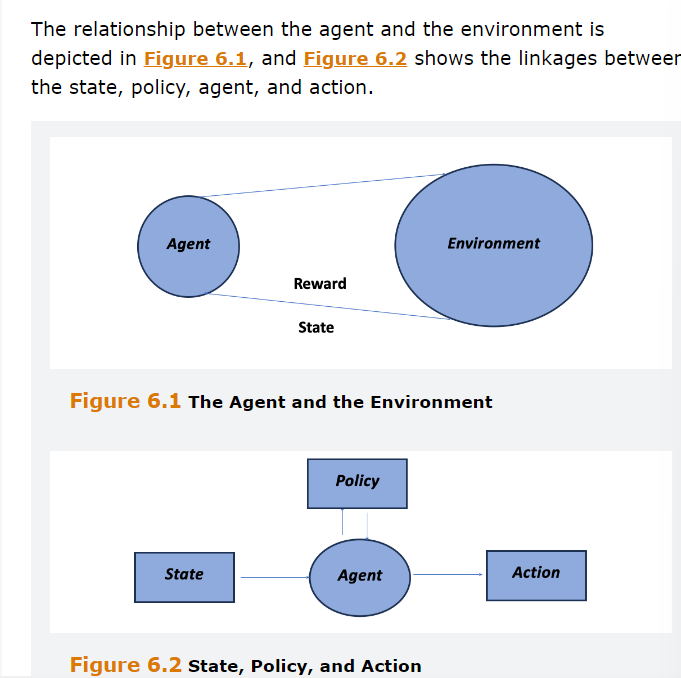 The relationship between the agent and the environment is
depicted in Figure 6.1, and Figure 6.2 shows the linkages between
the state, policy, agent, and action.
Agent
Environment
Reward
State
Figure 6.1 The Agent and the Environment
Policy
State
Agent
Action
Figure 6.2 State, Policy, and Action